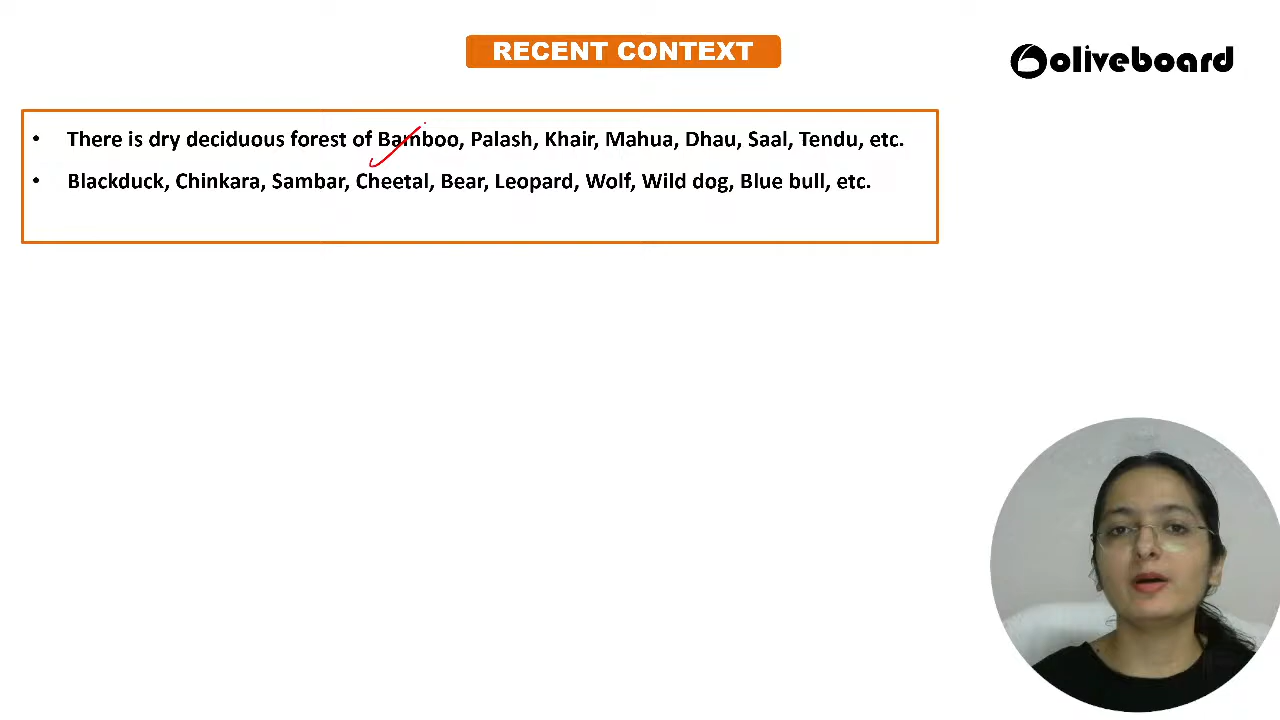 RECENT CONTEXT
oliveboard
• There is dry deciduous forest of Bamboo, Palash, Khair, Mahua, Dhau, Saal, Tendu, etc.
• Blackduck, Chinkara, Sambar, Cheetal, Bear, Leopard, Wolf, Wild dog, Blue bull, etc.